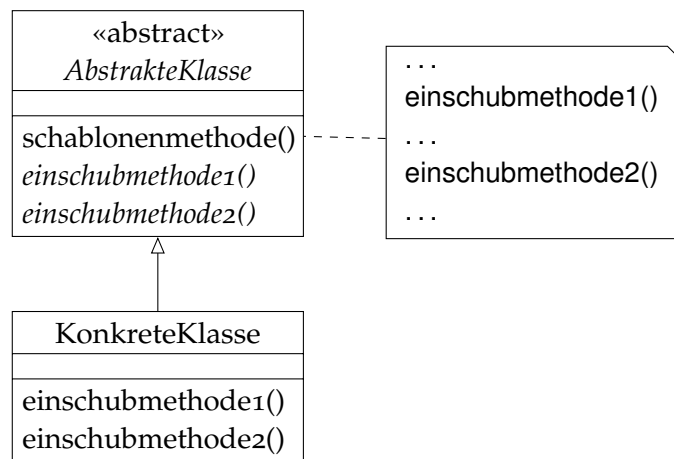 «abstract»
AbstrakteKlasse
schablonenmethode()
einschubmethode1()
einschubmethode2()
. . .
einschubmethode1()
. . .
einschubmethode2()
. . .
KonkreteKlasse
einschubmethode1()
einschubmethode2()